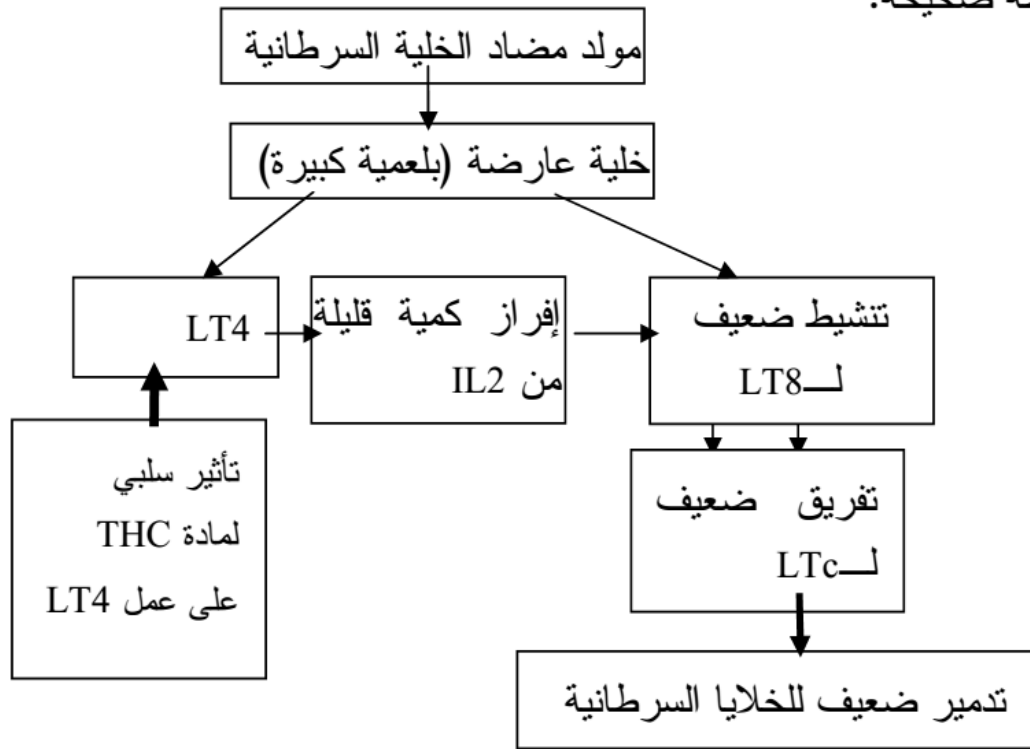 صحيحة.
مولد مضاد الخلية السرطانية
خلية عارضة (بلعمية كبيرة)
تنشيط ضعيف
لــLT8
إفراز كمية قليلة
من IL2
LT4
تأثير سلبي
لمادة THC
على عمل LT4
تفريق ضعيف
لــLTc
تدمير ضعيف للخلايا السرطانية